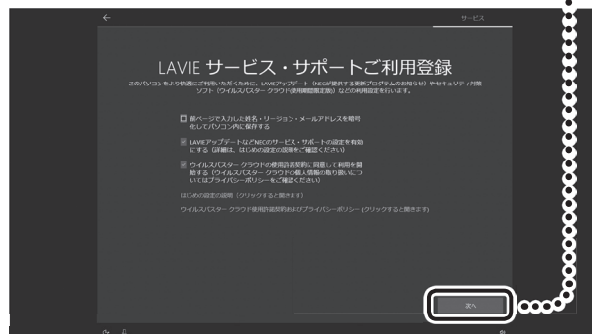 サービス
LAVIE サービス・サポートご利用登録
ソフト（ウイルスバスター クラウド使用期間限定版）などの利用設定を行います。
前ページで入力した姓名・リージョン・メールアドレスを暗号
化してパソコン内に保存する
LAVIEアップデートなどNECのサービス・サポートの設定を有効
にする（詳細は、はじめの設定の説明をご確認ください）
ウイルスバスター クラウドの使用許諾契約に同意して利用を開
始する（ウイルスバスター クラウドの個人情報の取り扱いにつ
いてはプライバシーポリシーをご確認ください）
はじめの設定の説明（クリックすると開きます）
ウイルスバスター クラウド使用許諾契約およびプライバシーポリシー（クリックすると開きます)
次へ